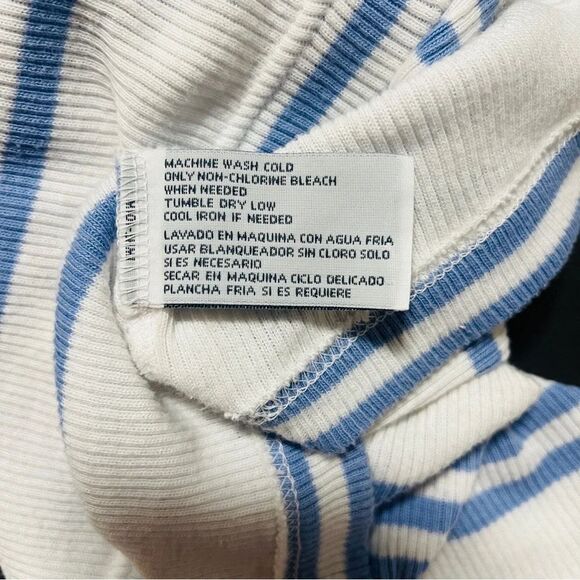 MACHINE WASH COLD
ONLY NON-CHLORINE BLEACH
WHEN NEEDED
TUMBLE DRY LOW
COOL IRON IF NEEDED
LAVADO EN MAQUINA CON AGUA FRIA
USAR BLANQUEADOR SIN CLORO SOLO
SI ES NECESARIO
SECAR EN MAQUINA CICLO DELICADO
PLANCHA FRIA SI ES REQUIERE